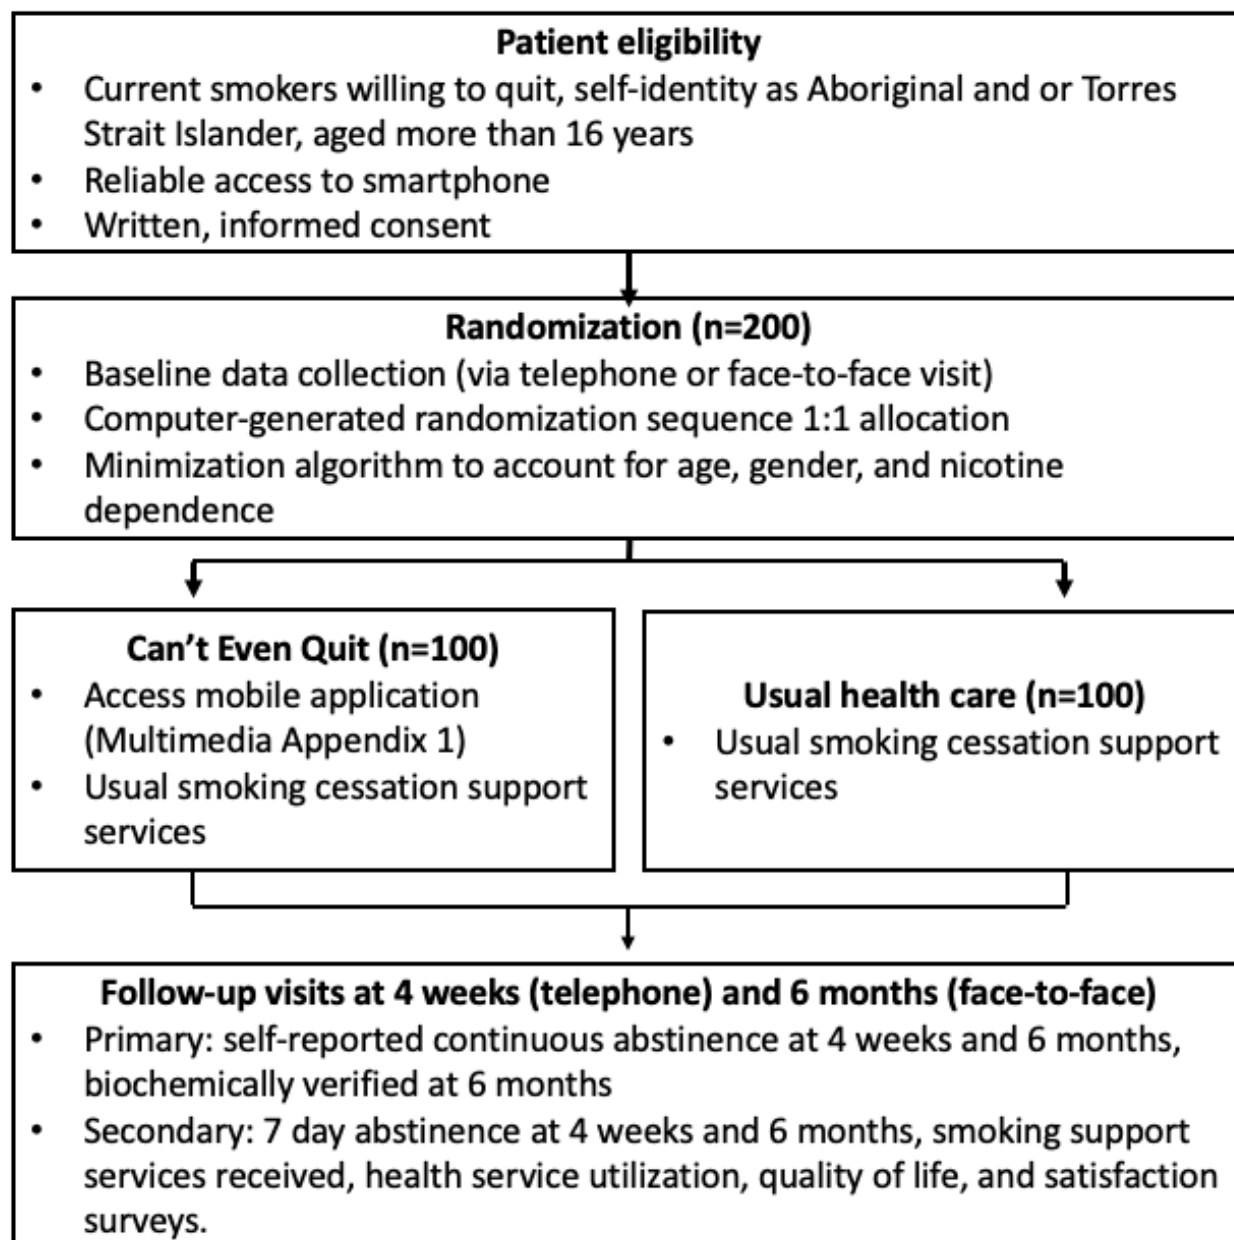 Patient eligibility
• Current smokers willing to quit, self-identity as Aboriginal and or Torres
Strait Islander, aged more than 16 years
• Reliable access to smartphone
• Written, informed consent
Randomization (n=200)
• Baseline data collection (via telephone or face-to-face visit)
• Computer-generated randomization sequence 1:1 allocation
• Minimization algorithm to account for age, gender, and nicotine
dependence
Can’t Even Quit (n=100)
• Access mobile application
(Multimedia Appendix 1)
• Usual smoking cessation support
services
Usual health care (n=100)
• Usual smoking cessation support
services
Follow-up visits at 4 weeks (telephone) and 6 months (face-to-face)
• Primary: self-reported continuous abstinence at 4 weeks and 6 months,
biochemically verified at 6 months
• Secondary: 7 day abstinence at 4 weeks and 6 months, smoking support
services received, health service utilization, quality of life, and satisfaction
surveys.